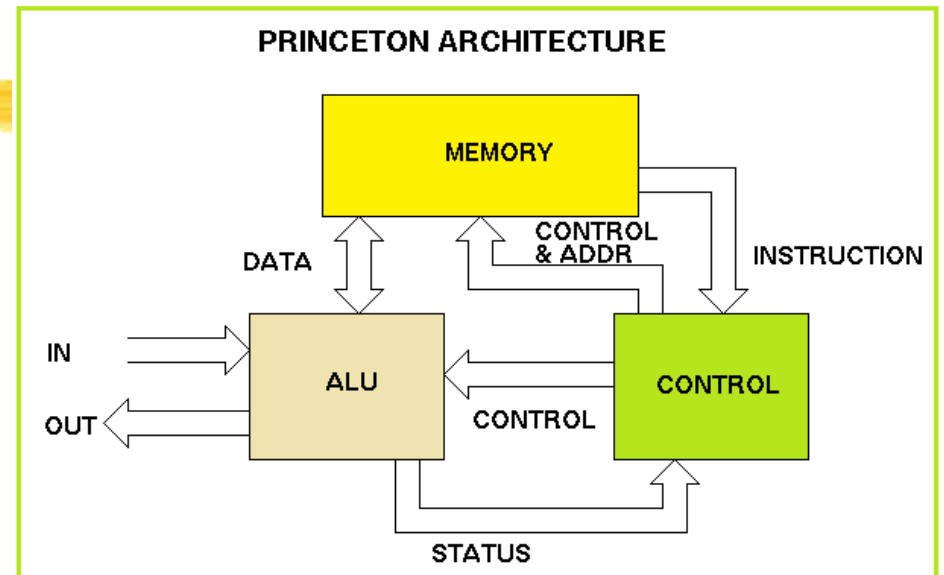 PRINCETON ARCHITECTURE
MEMORY
CONTROL
& ADDR
DATA
INSTRUCTION
IN
ALU
CONTROL
OUT
CONTROL
STATUS